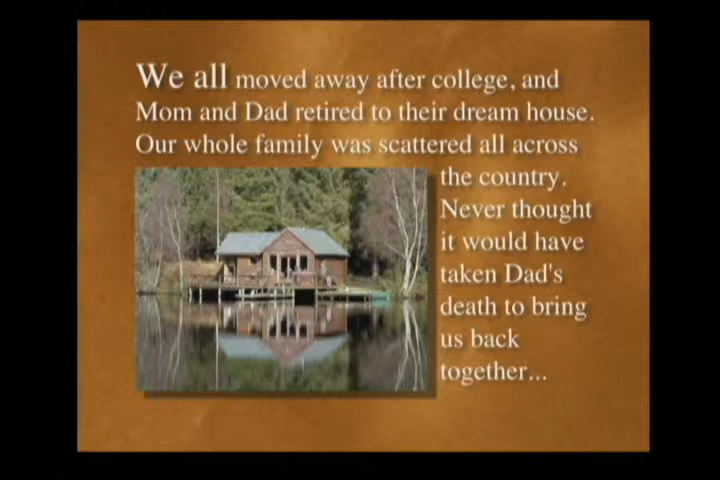 We all moved away after college, and
Mom and Dad retired to their dream house.
Our whole family was scattered all across
the country.
Never thought
it would have
taken Dad's
death to bring
us back
together...